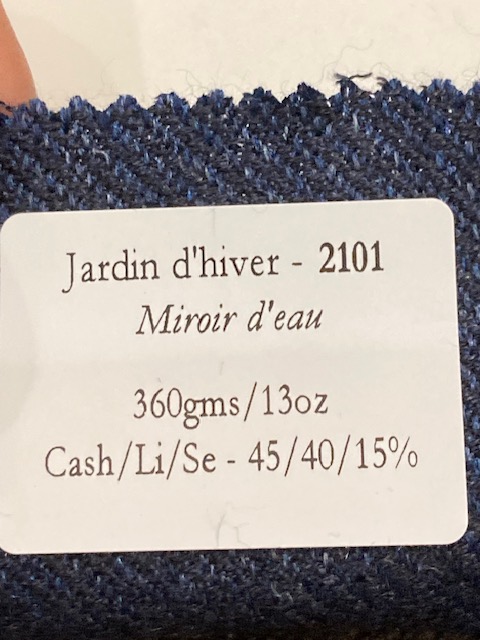 Jardin d'hiver - 2101
Miroir d'eau
360gms/13oz
Cash/Li/Se - 45/40/15%